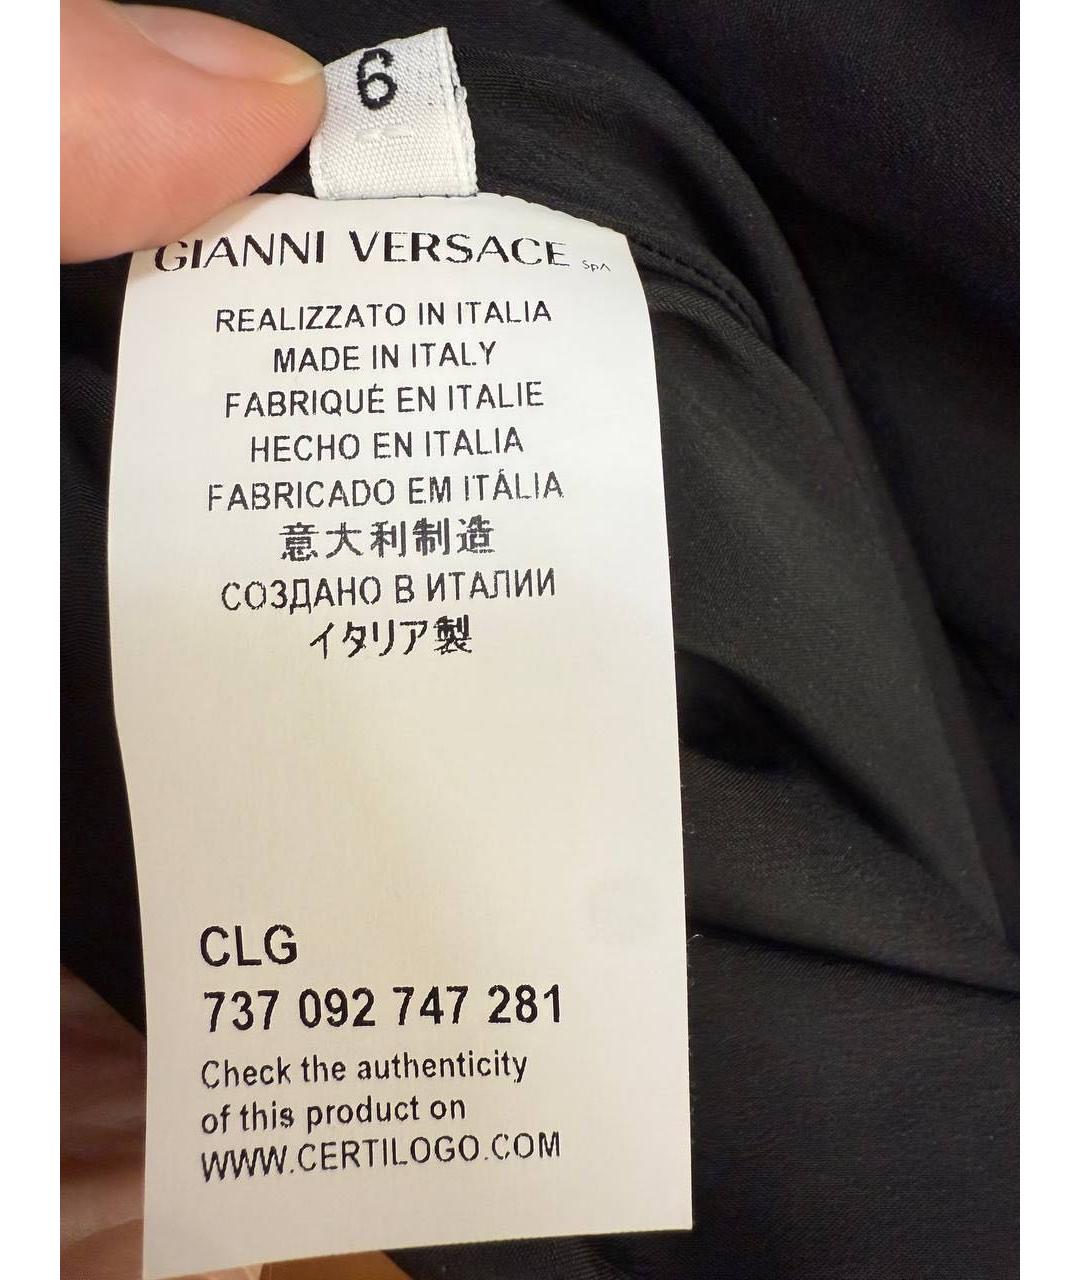 6
GIANNI VERSACE SpA
REALIZZATO IN ITALIA
MADE IN ITALY
FABRIQUÉ EN ITALIE
HECHO EN ITALIA
FABRICADO EM ITÁLIA
意大利制造
СОЗДАНО В ИТАЛИИ
イタリア製
CLG
737 092 747 281
Check the authenticity
of this product on
WWW.CERTILOGO.COM